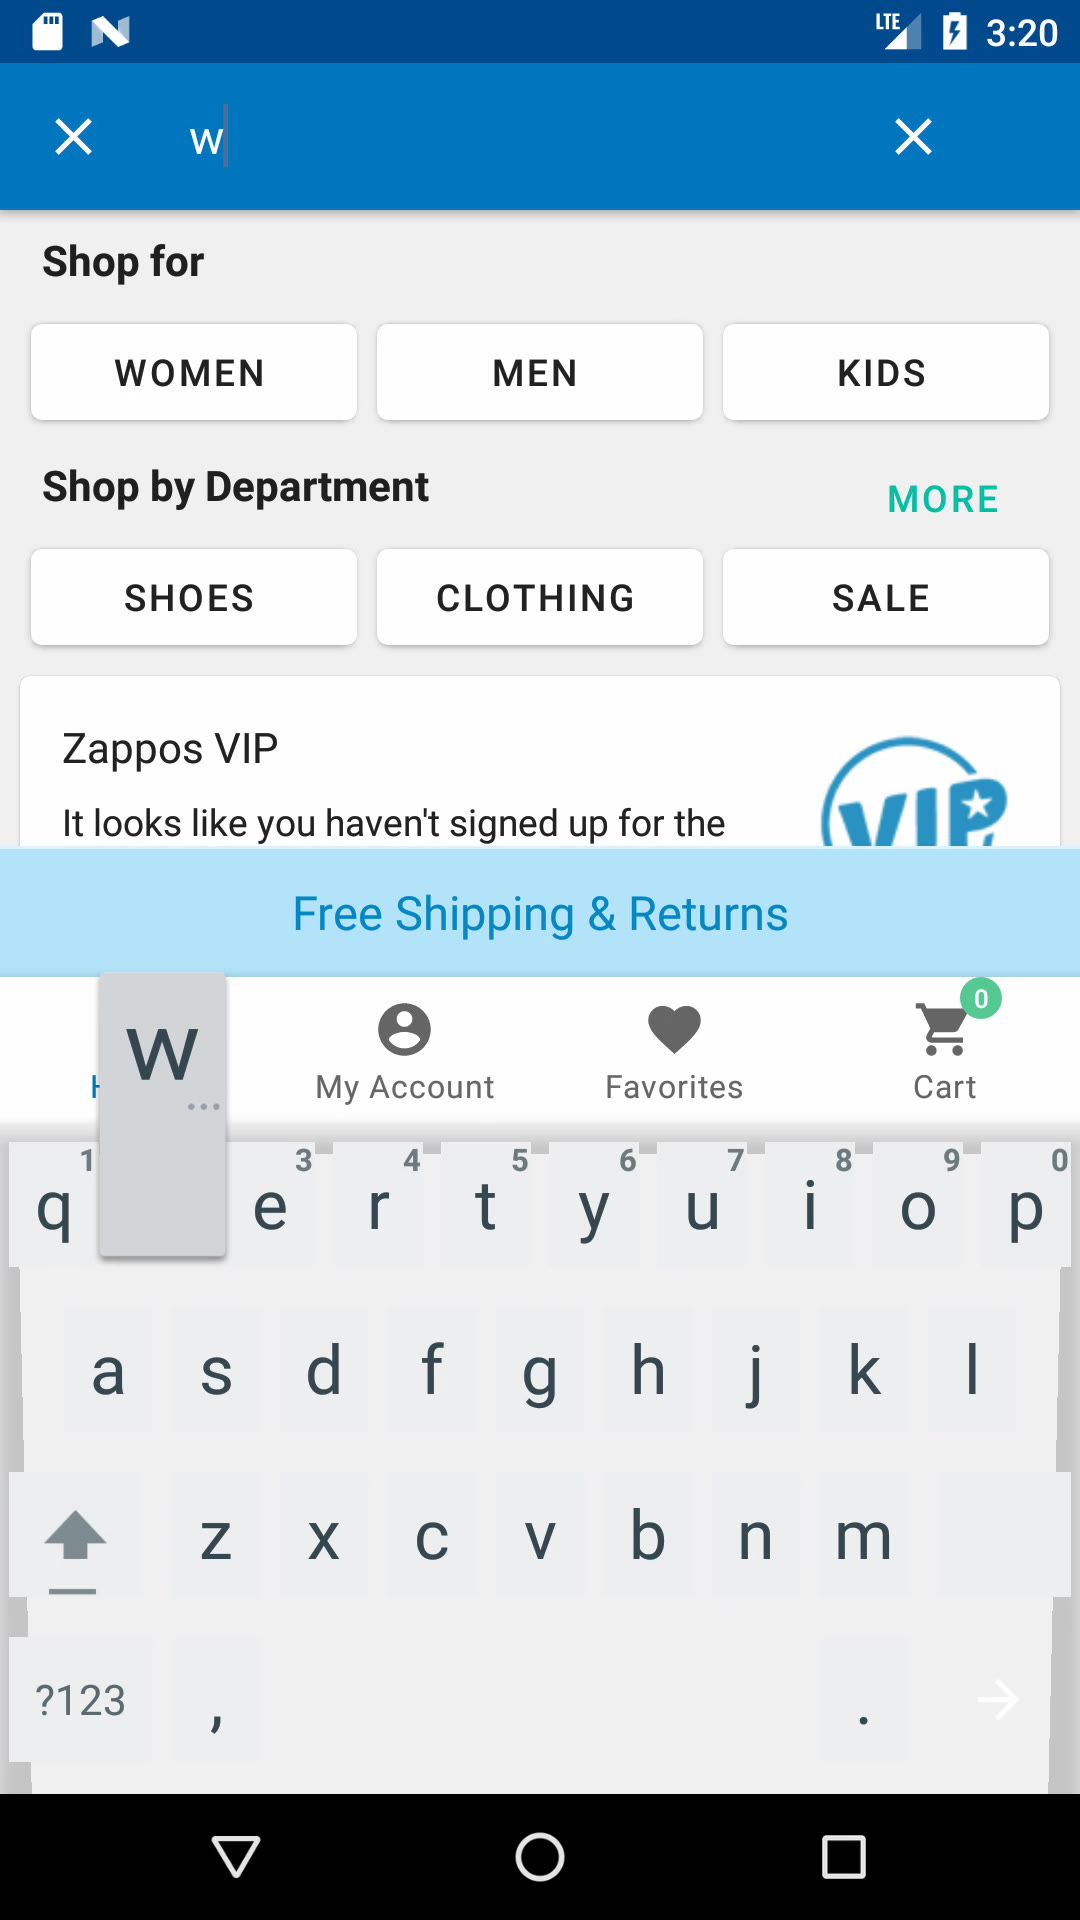 LTE 3:20
w
Shop for
WOMEN MEN KIDS
Shop by Department MORE
SHOES CLOTHING SALE
Zappos VIP
It looks like you haven't signed up for the
VIP
Free Shipping & Returns
0
My Account Favorites Cart
w
1 3 4 5 6 7 8 9 0
q e r t y u i o p
a s d f g h j k l
z x c v b n m
?123 , .